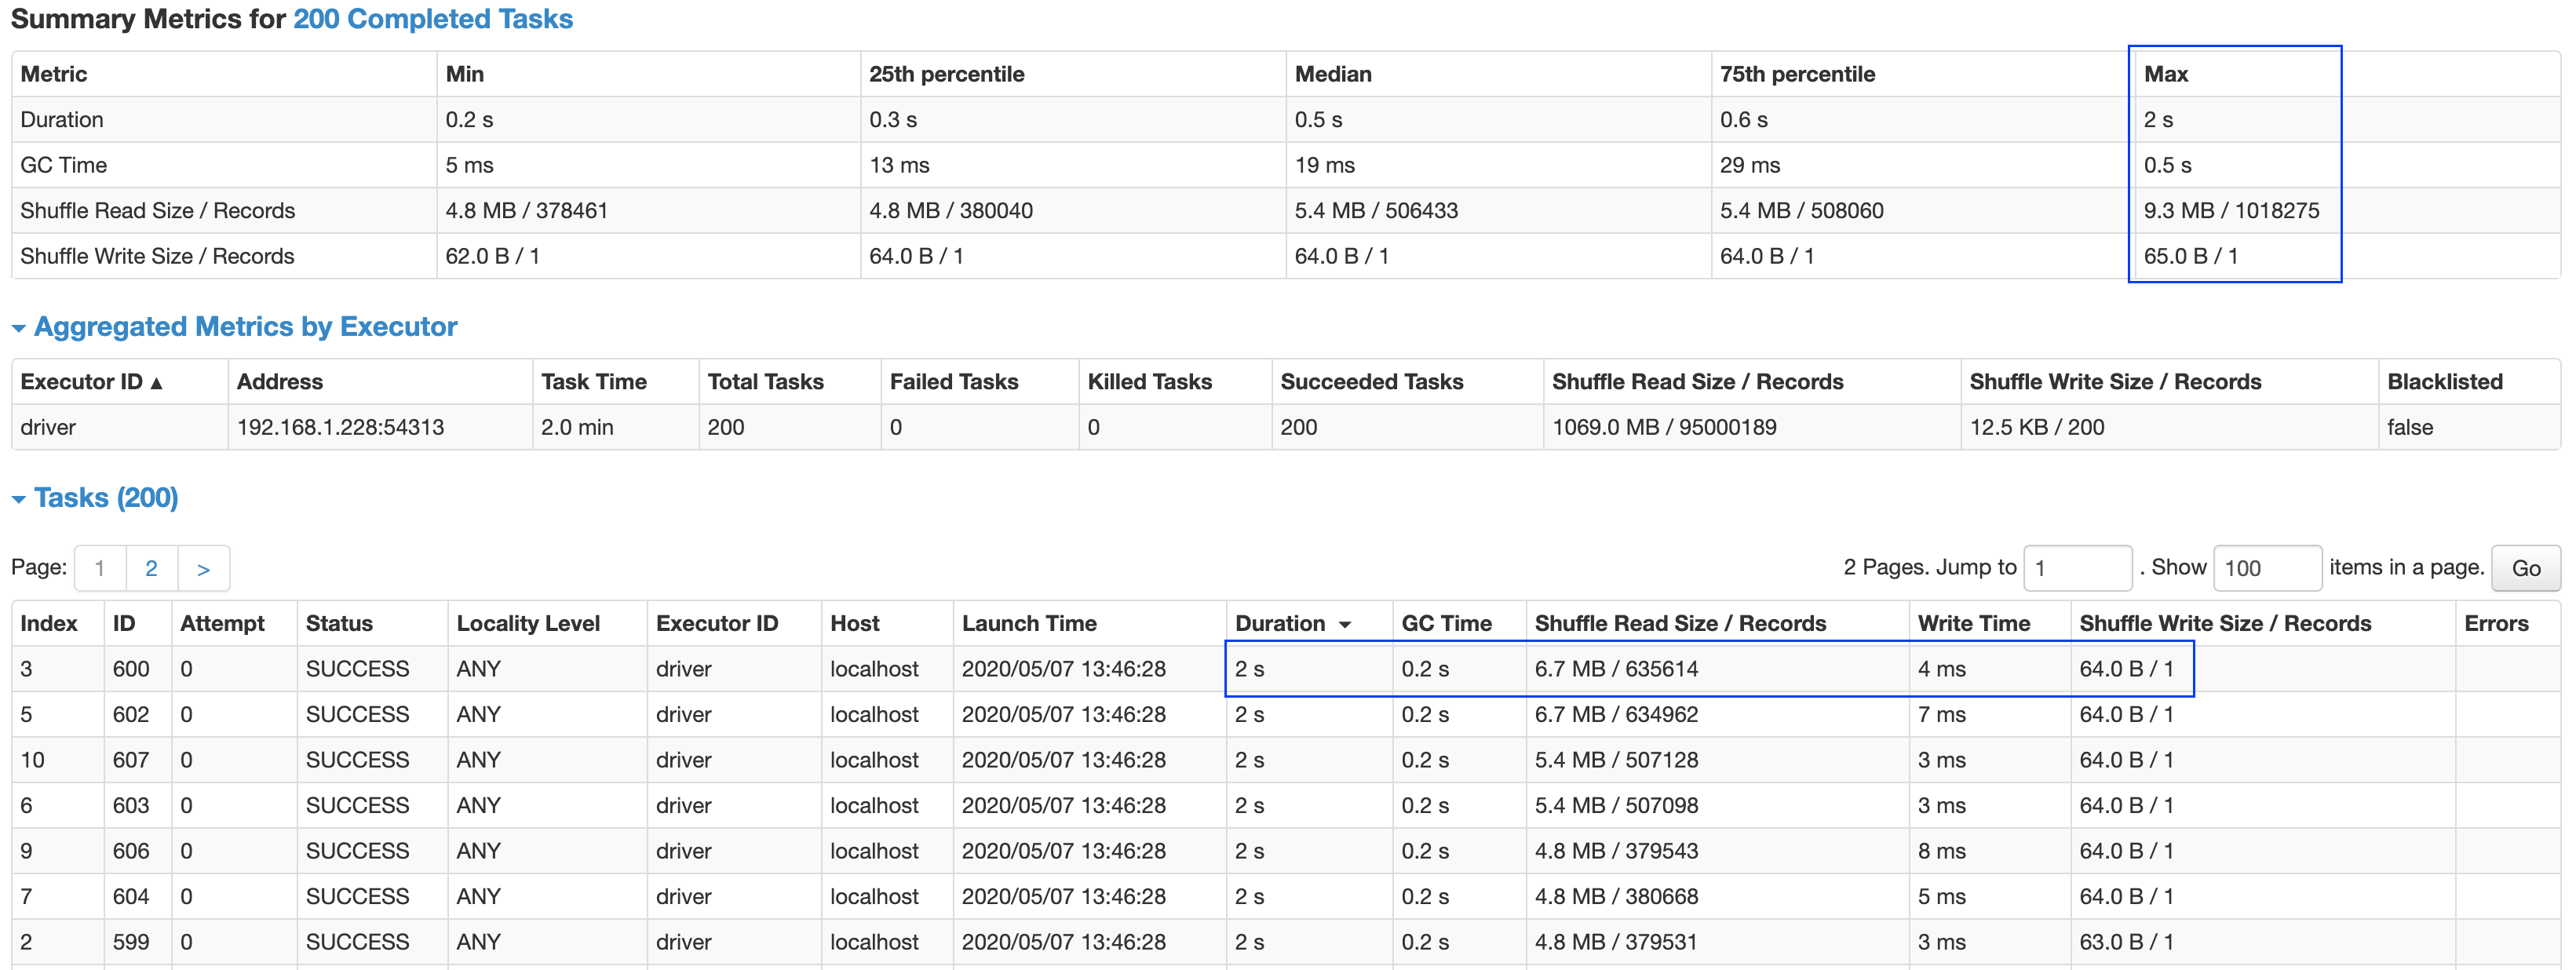 Summary Metrics for 200 Completed Tasks
Metric Min 25th percentile Median 75th percentile Max
Duration 0.2 s 0.3 s 0.5 s 0.6 s 2 s
GC Time 5 ms 13 ms 19 ms 29 ms 0.5 s
Shuffle Read Size / Records 4.8 MB / 378461 4.8 MB / 380040 5.4 MB / 506433 5.4 MB / 508060 9.3 MB / 1018275
Shuffle Write Size / Records 62.0 B / 1 64.0 B / 1 64.0 B / 1 64.0 B / 1 65.0 B / 1
Aggregated Metrics by Executor
Executor ID ▲ Address Task Time Total Tasks Failed Tasks Killed Tasks Succeeded Tasks Shuffle Read Size / Records Shuffle Write Size / Records Blacklisted
driver 192.168.1.228:54313 2.0 min 200 0 0 200 1069.0 MB / 95000189 12.5 KB / 200 false
Tasks (200)
Page: 1 2 > 2 Pages. Jump to 1 . Show 100 items in a page. Go
Index ID Attempt Status Locality Level Executor ID Host Launch Time Duration GC Time Shuffle Read Size / Records Write Time Shuffle Write Size / Records Errors
3 600 0 SUCCESS ANY driver localhost 2020/05/07 13:46:28 2 s 0.2 s 6.7 MB / 635614 4 ms 64.0 B / 1
5 602 0 SUCCESS ANY driver localhost 2020/05/07 13:46:28 2 s 0.2 s 6.7 MB / 634962 7 ms 64.0 B / 1
10 607 0 SUCCESS ANY driver localhost 2020/05/07 13:46:28 2 s 0.2 s 5.4 MB / 507128 3 ms 64.0 B / 1
6 603 0 SUCCESS ANY driver localhost 2020/05/07 13:46:28 2 s 0.2 s 5.4 MB / 507098 3 ms 64.0 B / 1
9 606 0 SUCCESS ANY driver localhost 2020/05/07 13:46:28 2 s 0.2 s 4.8 MB / 379543 8 ms 64.0 B / 1
7 604 0 SUCCESS ANY driver localhost 2020/05/07 13:46:28 2 s 0.2 s 4.8 MB / 380668 5 ms 64.0 B / 1
2 599 0 SUCCESS ANY driver localhost 2020/05/07 13:46:28 2 s 0.2 s 4.8 MB / 379531 3 ms 63.0 B / 1